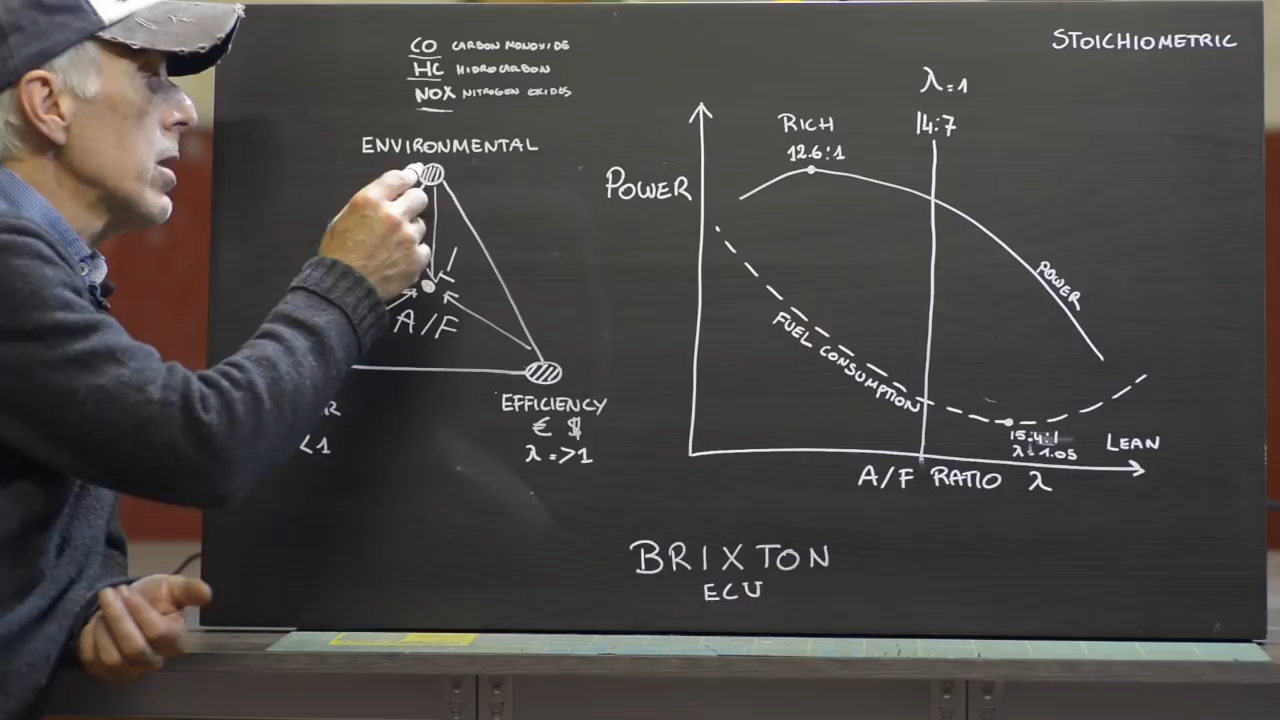 CO CARBON MONOXIDE
HC HIDROCARBON
NOX NITROGEN OXIDES
ENVIRONMENTAL
A/F
EFFICIENCY
€ $
λ=>1
<1
STOICHIOMETRIC
λ=1
14:7
RICH
12.6:1
POWER
POWER
FUEL CONSUMPTION
15.4:1
λ=1.05
LEAN
A/F RATIO λ
BRIXTON
ECU